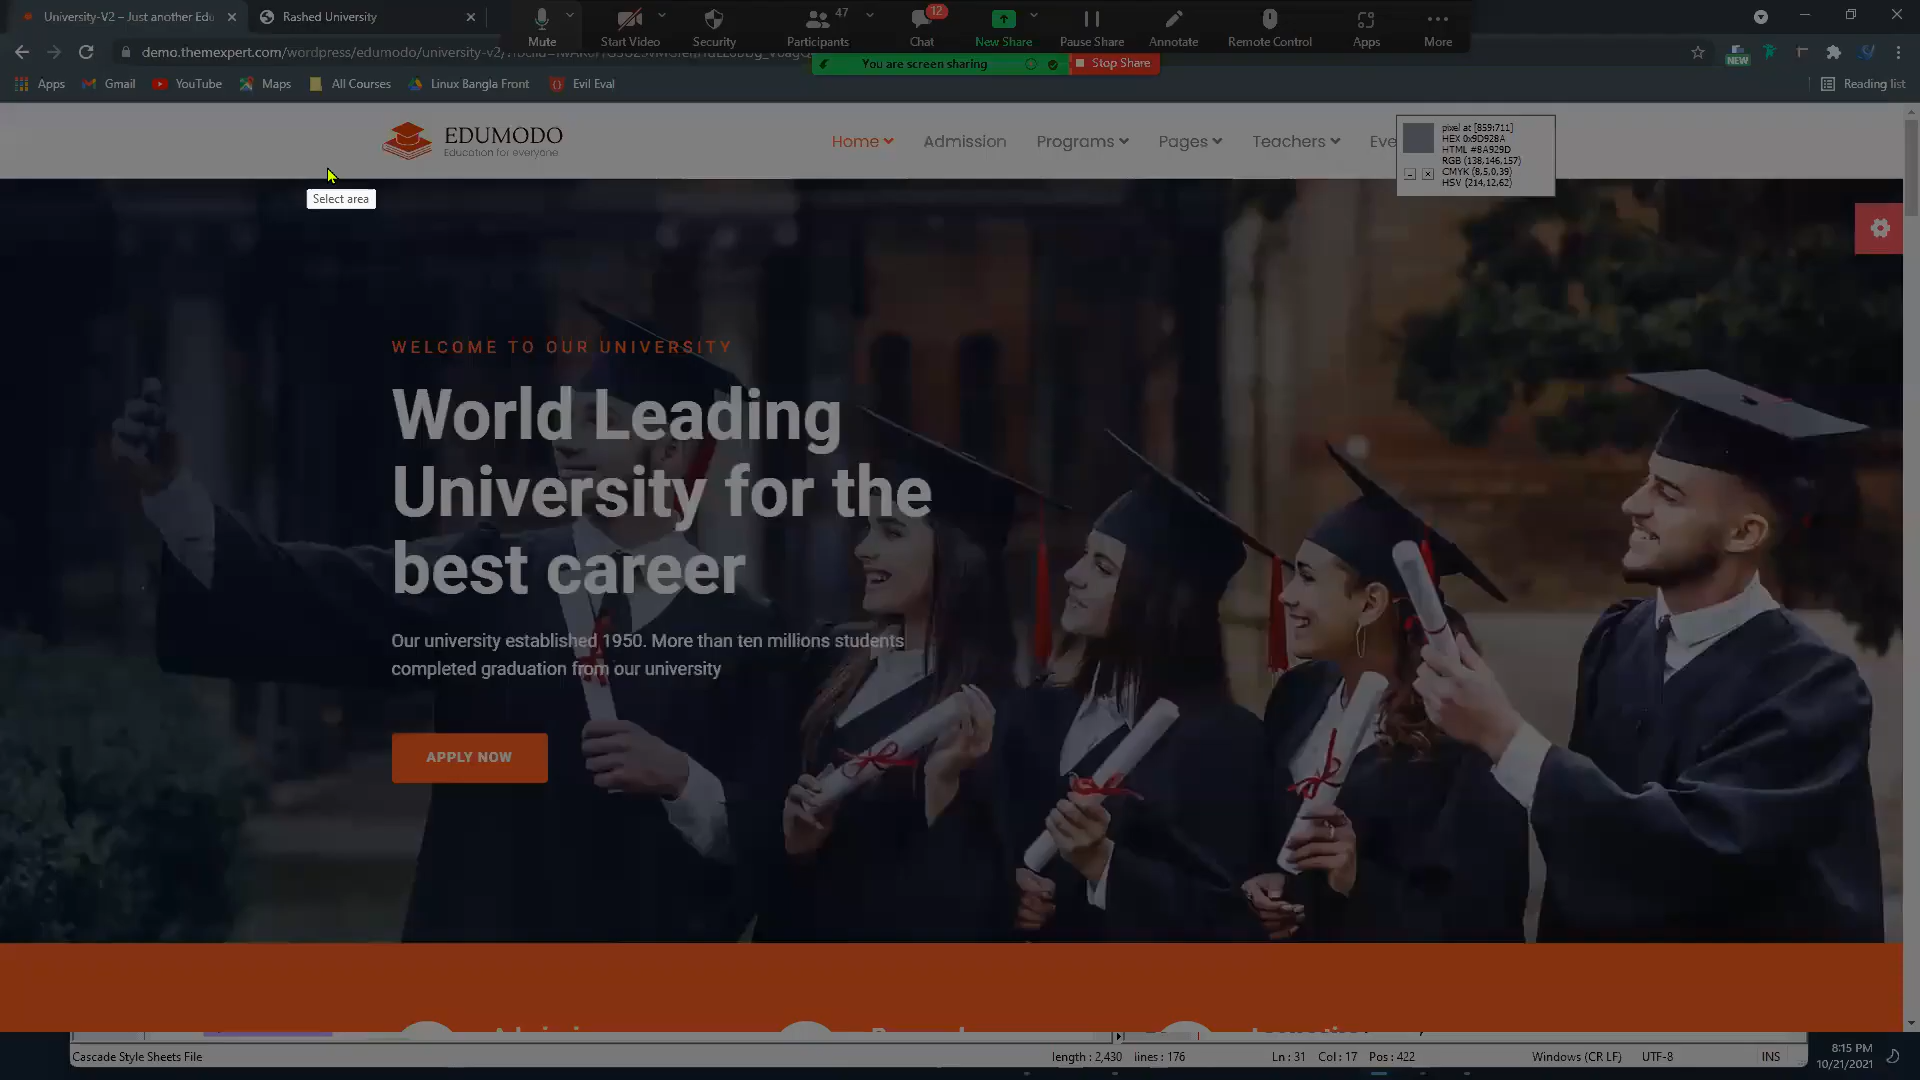 University-V2 – Just another Edu
Rashed University
Mute
Start Video
Security
47
Participants
12
Chat
New Share
Pause Share
Annotate
Remote Control
Apps
More
demo.themexpert.com/wordpress/edumodo/university-v2/
You are screen sharing
Stop Share
NEW
Apps
Gmail
YouTube
Maps
All Courses
Linux Bangla Front
Evil Eval
Reading list
EDUMODO
Education for everyone
Home
Admission
Programs
Pages
Teachers
Eve
pixel at [859:711]
HEX 0x9D928A
HTML #8A929D
RGB (138,146,157)
CMYK (8,5,0,39)
HSV (214,12,62)
Select area
WELCOME TO OUR UNIVERSITY
World Leading
University for the
best career
Our university established 1950. More than ten millions students
completed graduation from our university
APPLY NOW
Cascade Style Sheets File
length : 2,430 lines : 176
Ln : 31 Col : 17 Pos : 422
Windows (CR LF)
UTF-8
INS
8:15 PM
10/21/2021